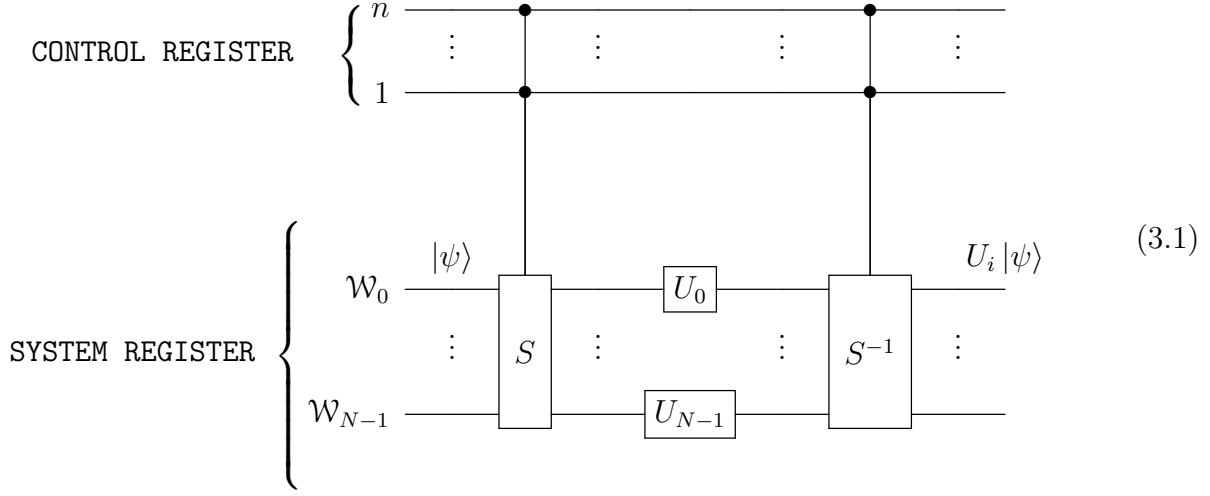 n
CONTROL REGISTER
⋮ ⋮ ⋮ ⋮
1
(3.1)
|ψ⟩ U_i |ψ⟩
𝒲_0 U_0
SYSTEM REGISTER ⋮ S ⋮ ⋮ S^{-1} ⋮
𝒲_{N−1} U_{N−1}